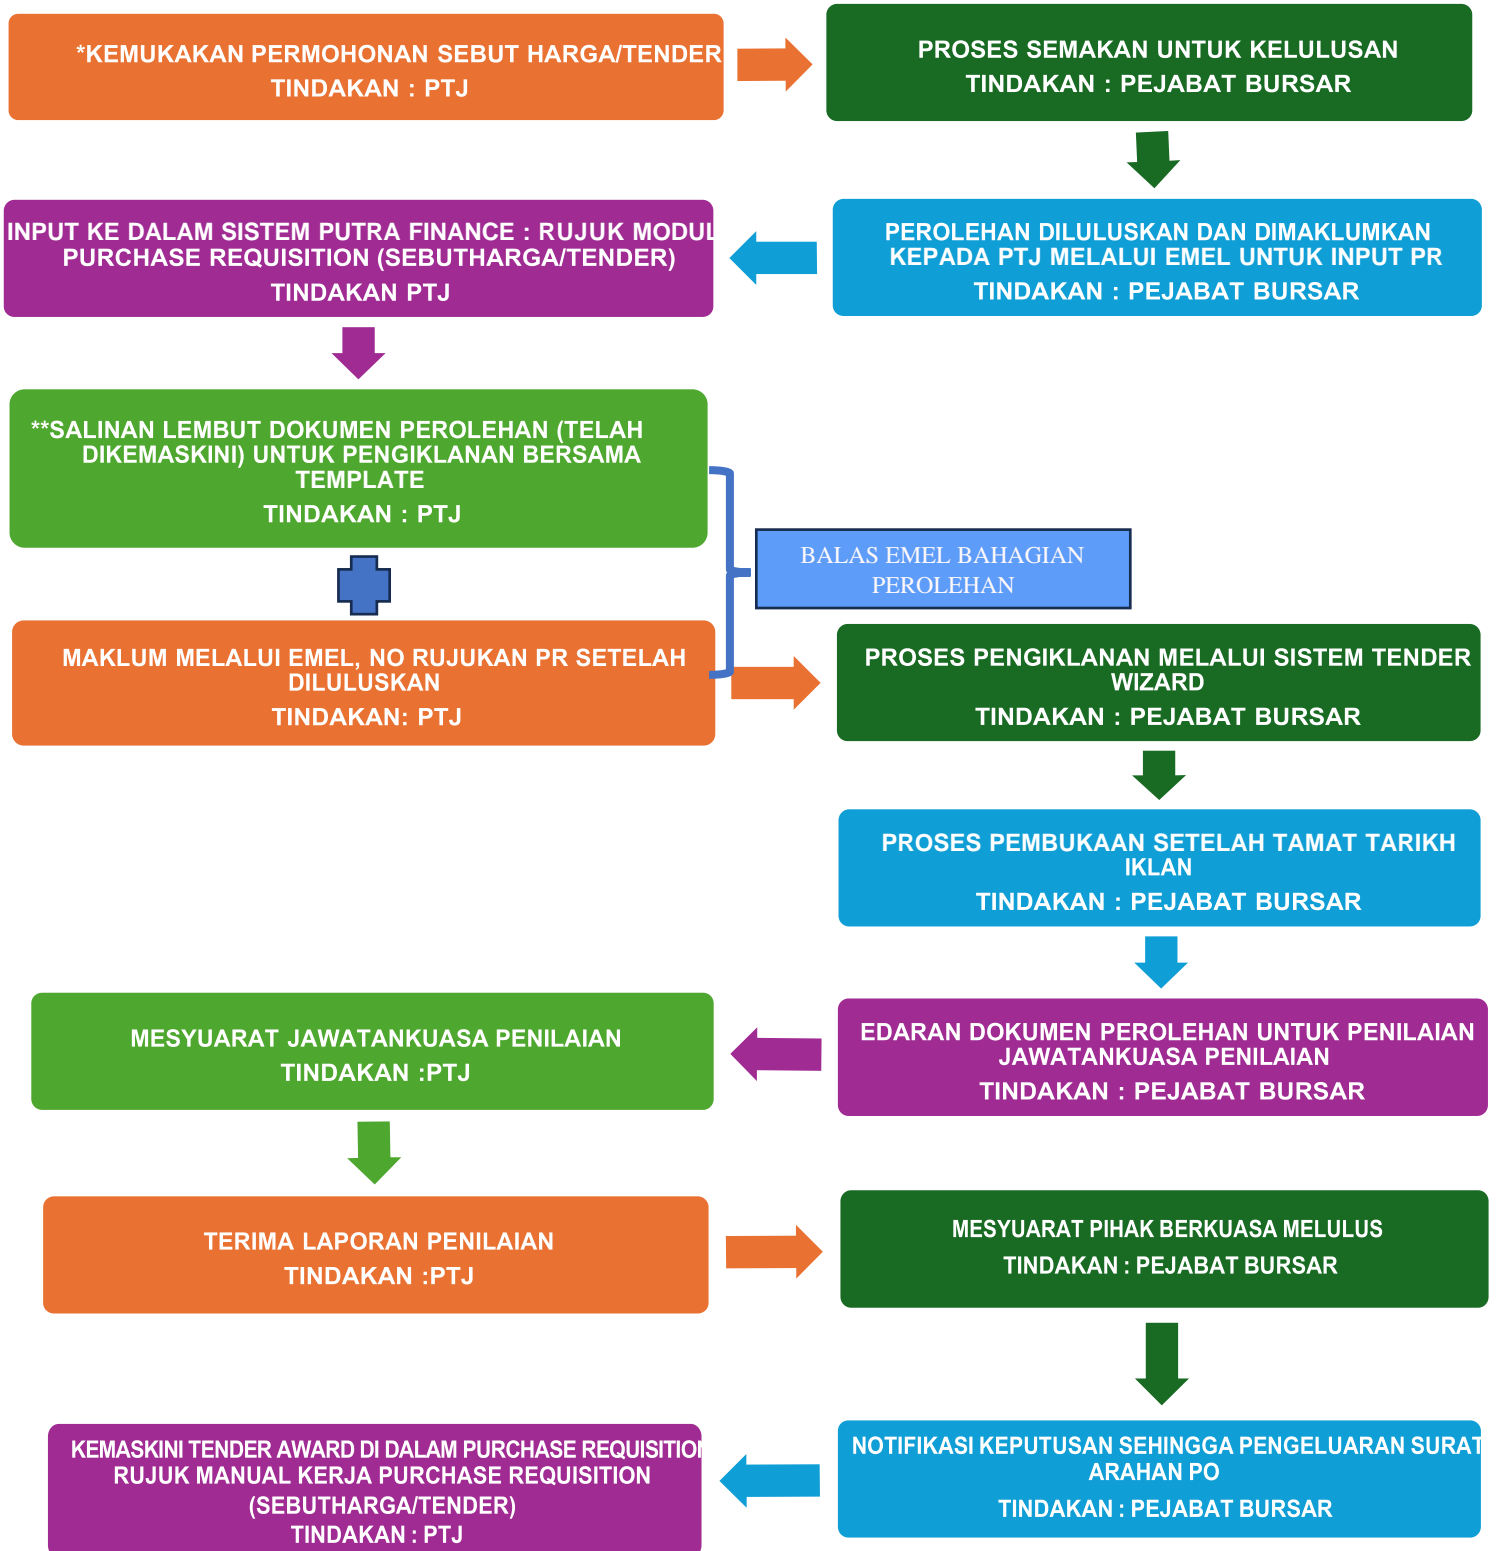 *KEMUKAKAN PERMOHONAN SEBUT HARGA/TENDER
TINDAKAN : PTJ
PROSES SEMAKAN UNTUK KELULUSAN
TINDAKAN : PEJABAT BURSAR
PEROLEHAN DILULUSKAN DAN DIMAKLUMKAN
KEPADA PTJ MELALUI EMEL UNTUK INPUT PR
TINDAKAN : PEJABAT BURSAR
INPUT KE DALAM SISTEM PUTRA FINANCE : RUJUK MODUL
PURCHASE REQUISITION (SEBUTHARGA/TENDER)
TINDAKAN PTJ
**SALINAN LEMBUT DOKUMEN PEROLEHAN (TELAH
DIKEMASKINI) UNTUK PENGIKLANAN BERSAMA
TEMPLATE
TINDAKAN : PTJ
BALAS EMEL BAHAGIAN
PEROLEHAN
MAKLUM MELALUI EMEL, NO RUJUKAN PR SETELAH
DILULUSKAN
TINDAKAN: PTJ
PROSES PENGIKLANAN MELALUI SISTEM TENDER
WIZARD
TINDAKAN : PEJABAT BURSAR
PROSES PEMBUKAAN SETELAH TAMAT TARIKH
IKLAN
TINDAKAN : PEJABAT BURSAR
EDARAN DOKUMEN PEROLEHAN UNTUK PENILAIAN
JAWATANKUASA PENILAIAN
TINDAKAN : PEJABAT BURSAR
MESYUARAT JAWATANKUASA PENILAIAN
TINDAKAN :PTJ
TERIMA LAPORAN PENILAIAN
TINDAKAN :PTJ
MESYUARAT PIHAK BERKUASA MELULUS
TINDAKAN : PEJABAT BURSAR
NOTIFIKASI KEPUTUSAN SEHINGGA PENGELUARAN SURAT
ARAHAN PO
TINDAKAN : PEJABAT BURSAR
KEMASKINI TENDER AWARD DI DALAM PURCHASE REQUISITION
RUJUK MANUAL KERJA PURCHASE REQUISITION
(SEBUTHARGA/TENDER)
TINDAKAN : PTJ